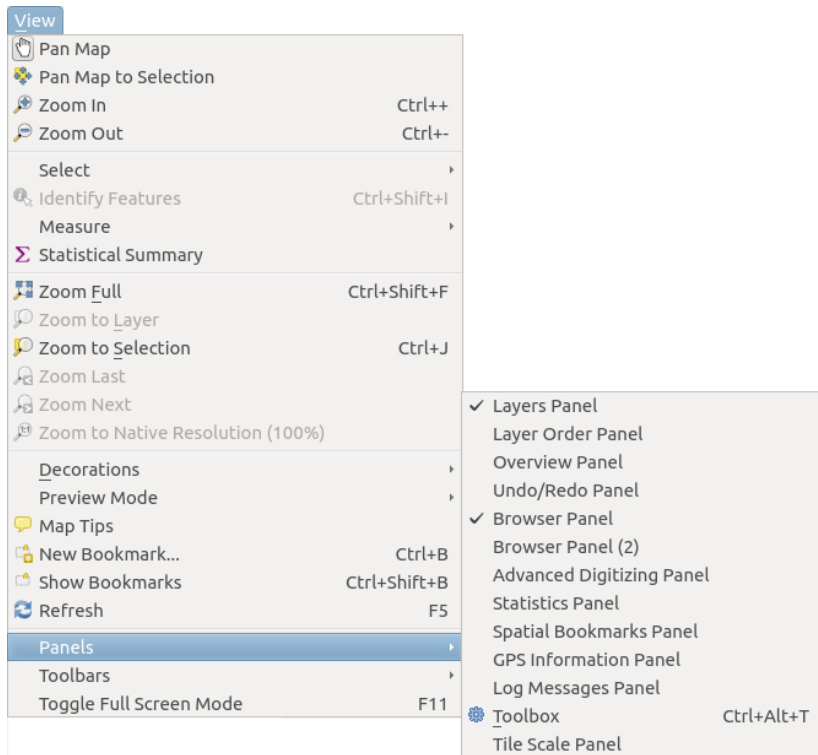 View
Pan Map
Pan Map to Selection
Zoom In Ctrl++
Zoom Out Ctrl+-
Select
Identify Features Ctrl+Shift+I
Measure
Statistical Summary
Zoom Full Ctrl+Shift+F
Zoom to Layer
Zoom to Selection Ctrl+J
Zoom Last
Zoom Next
Zoom to Native Resolution (100%)
Decorations
Preview Mode
Map Tips
New Bookmark... Ctrl+B
Show Bookmarks Ctrl+Shift+B
Refresh F5
Panels
Toolbars
Toggle Full Screen Mode F11
Layers Panel
Layer Order Panel
Overview Panel
Undo/Redo Panel
Browser Panel
Browser Panel (2)
Advanced Digitizing Panel
Statistics Panel
Spatial Bookmarks Panel
GPS Information Panel
Log Messages Panel
Toolbox Ctrl+Alt+T
Tile Scale Panel